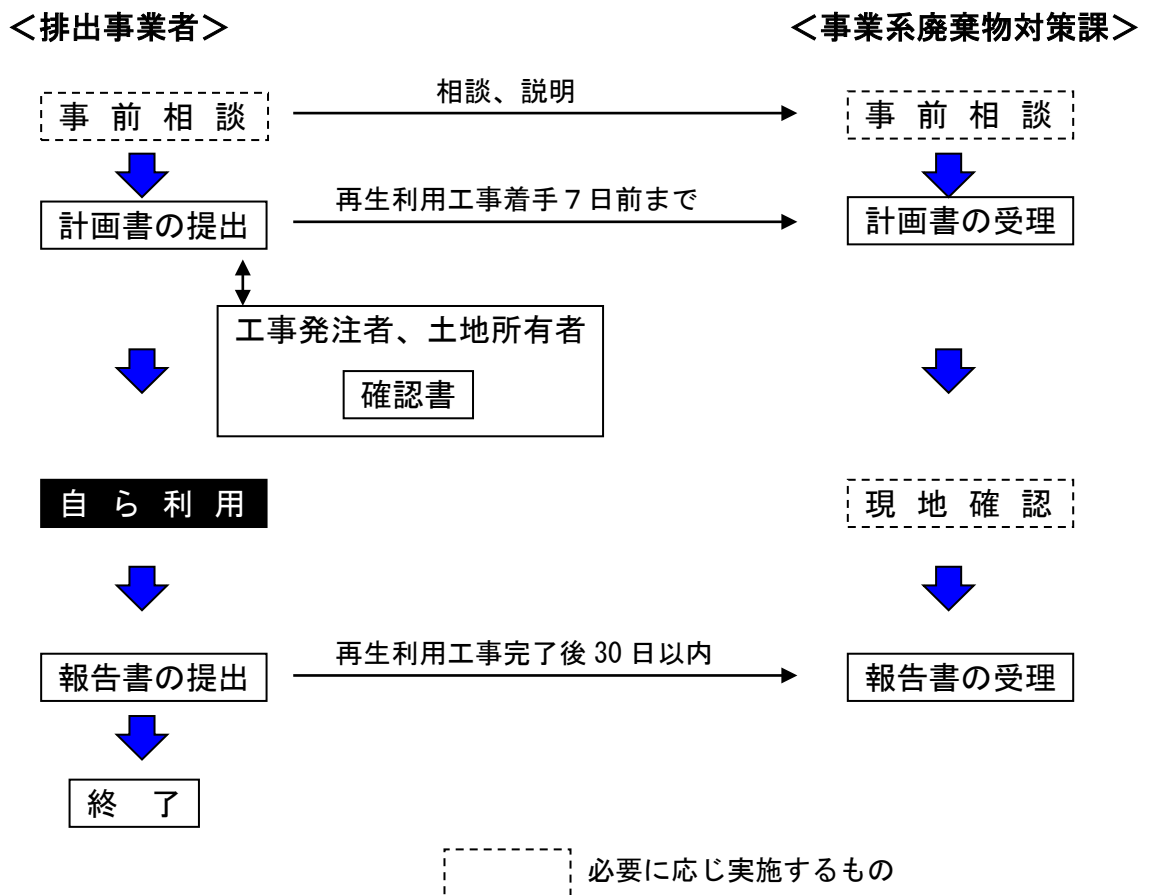 ＜排出事業者＞
＜事業系廃棄物対策課＞
事前相談
相談、説明
事前相談
計画書の提出
再生利用工事着手７日前まで
計画書の受理
工事発注者、土地所有者
確認書
自ら利用
現地確認
報告書の提出
再生利用工事完了後 30 日以内
報告書の受理
終　了
必要に応じ実施するもの